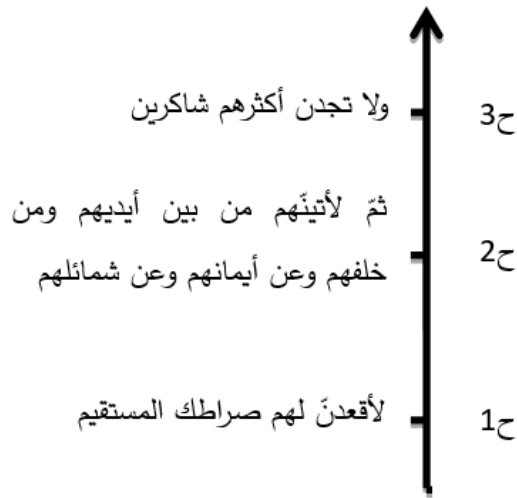 ح3
ولا تجدن أكثرهم شاكرين
ح2
ثمّ لأتينّهم من بين أيديهم ومن
خلفهم وعن أيمانهم وعن شمائلهم
ح1
لأقعدنّ لهم صراطك المستقيم